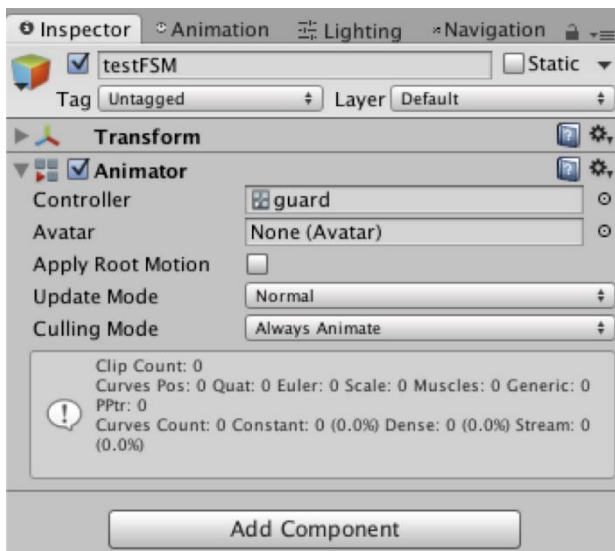 Inspector Animation Lighting Navigation
testFSM Static
Tag Untagged Layer Default
Transform
Animator
Controller guard
Avatar None (Avatar)
Apply Root Motion
Update Mode Normal
Culling Mode Always Animate
Clip Count: 0
Curves Pos: 0 Quat: 0 Euler: 0 Scale: 0 Muscles: 0 Generic: 0
PPtr: 0
Curves Count: 0 Constant: 0 (0.0%) Dense: 0 (0.0%) Stream: 0
(0.0%)
Add Component